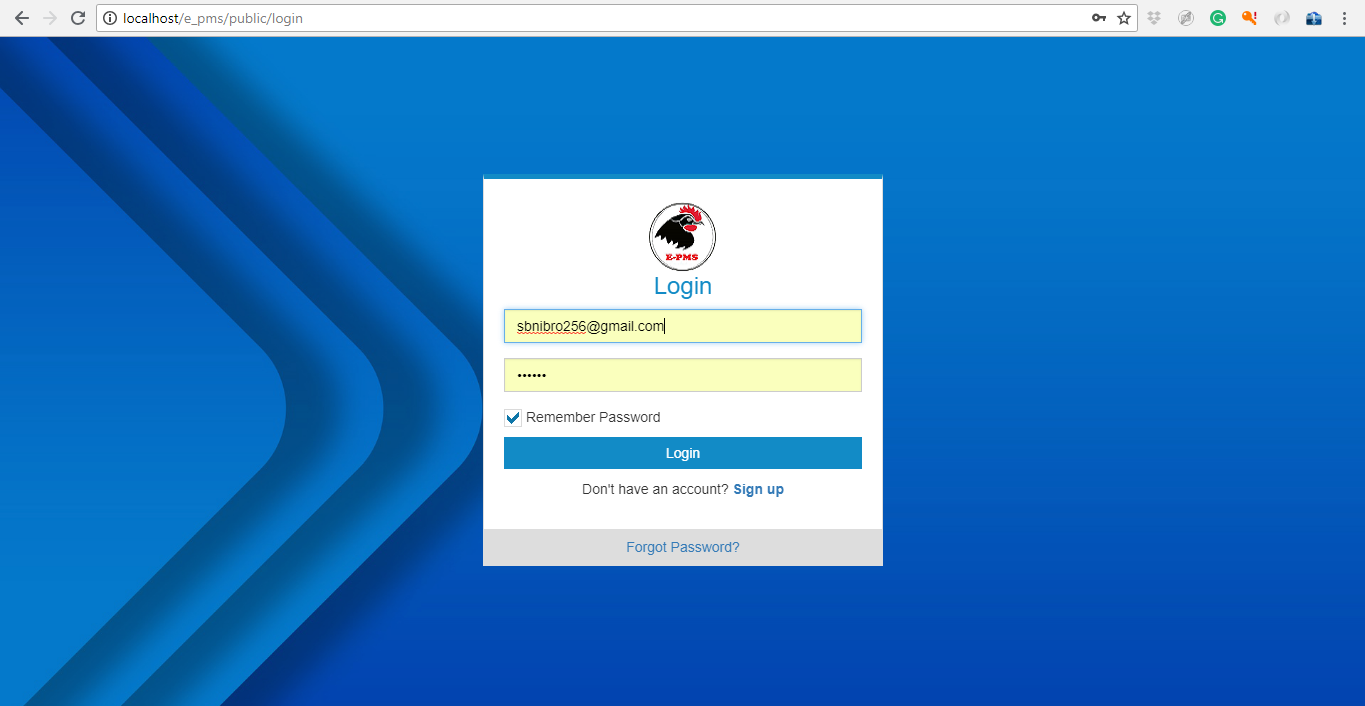 localhost/e_pms/public/login
E-PMS
Login
sbnibro256@gmail.com
••••••
Remember Password
Login
Don't have an account? Sign up
Forgot Password?